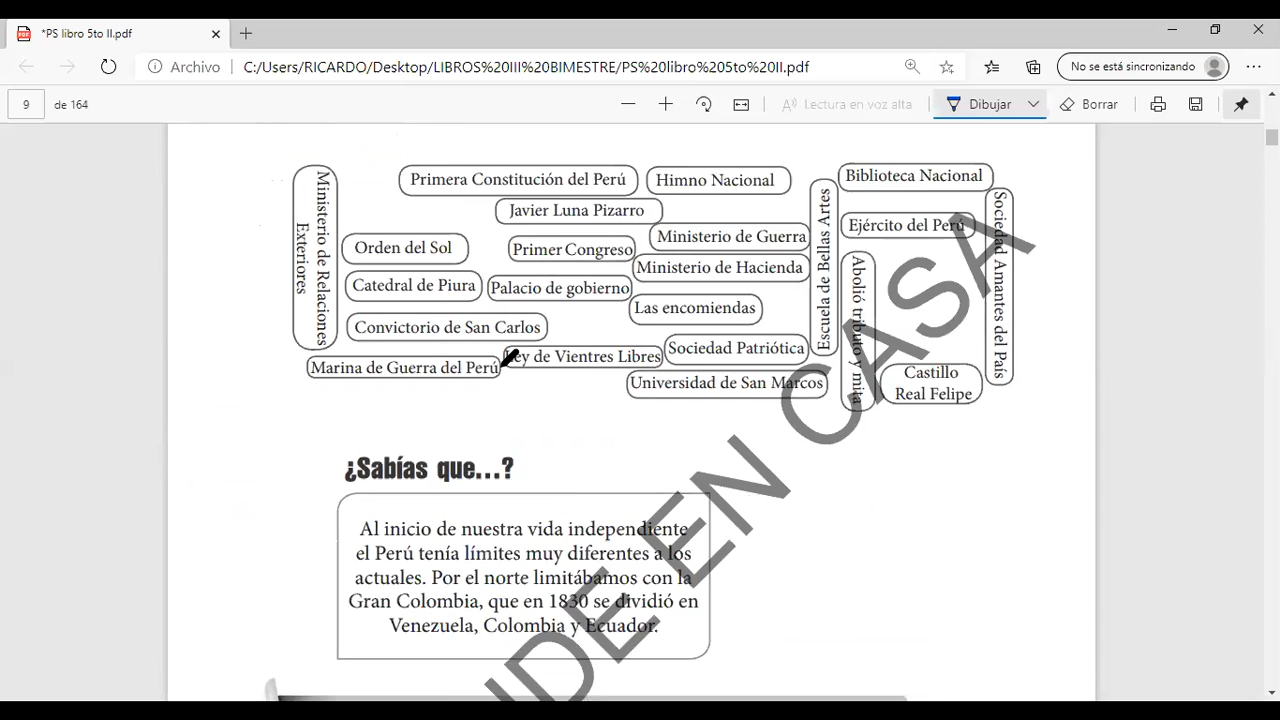 *PS libro 5to II.pdf
Archivo
C:/Users/RICARDO/Desktop/LIBROS%20III%20BIMESTRE/PS%20libro%205to%20II.pdf
No se está sincronizando
9
de 164
Lectura en voz alta
Dibujar
Borrar
Ministerio de Relaciones
Exteriores
Primera Constitución del Perú
Himno Nacional
Biblioteca Nacional
Javier Luna Pizarro
Ejército del Perú
Orden del Sol
Primer Congreso
Ministerio de Guerra
Ministerio de Hacienda
Escuela de Bellas Artes
Sociedad Amantes del País
Catedral de Piura
Palacio de gobierno
Las encomiendas
Abolió tributo y mita
Convictorio de San Carlos
Sociedad Patriótica
Marina de Guerra del Perú
Ley de Vientres Libres
Universidad de San Marcos
Castillo
Real Felipe
¿Sabías que...?
Al inicio de nuestra vida independiente
el Perú tenía límites muy diferentes a los
actuales. Por el norte limitábamos con la
Gran Colombia, que en 1830 se dividió en
Venezuela, Colombia y Ecuador.
DE EN CASA